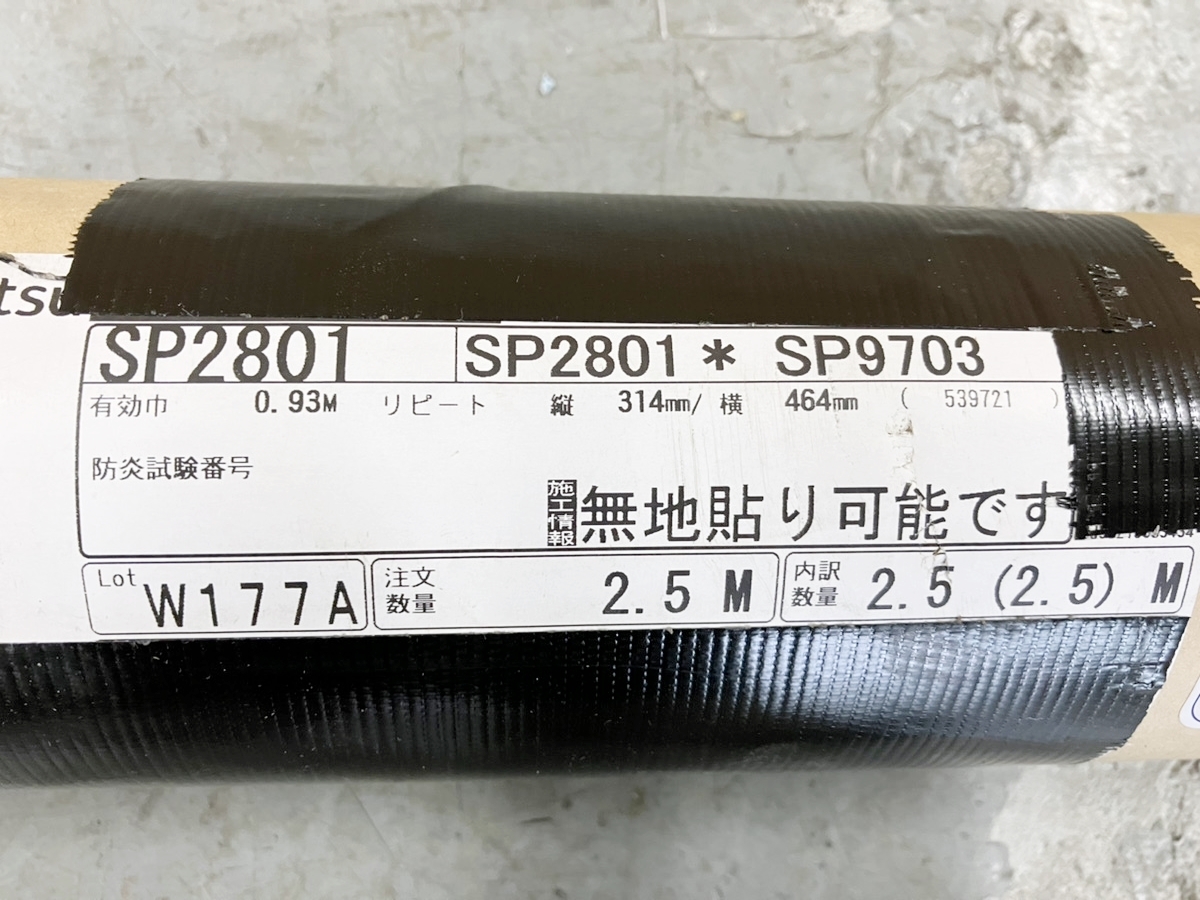 tsu
SP2801 SP2801 * SP9703
有効巾 0.93M リピート 縦 314mm/ 横 464mm ( 539721 )
防炎試験番号
施工情報 無地貼り可能です
Lot W177A 注文数量 2.5 M 内訳数量 2.5 (2.5) M